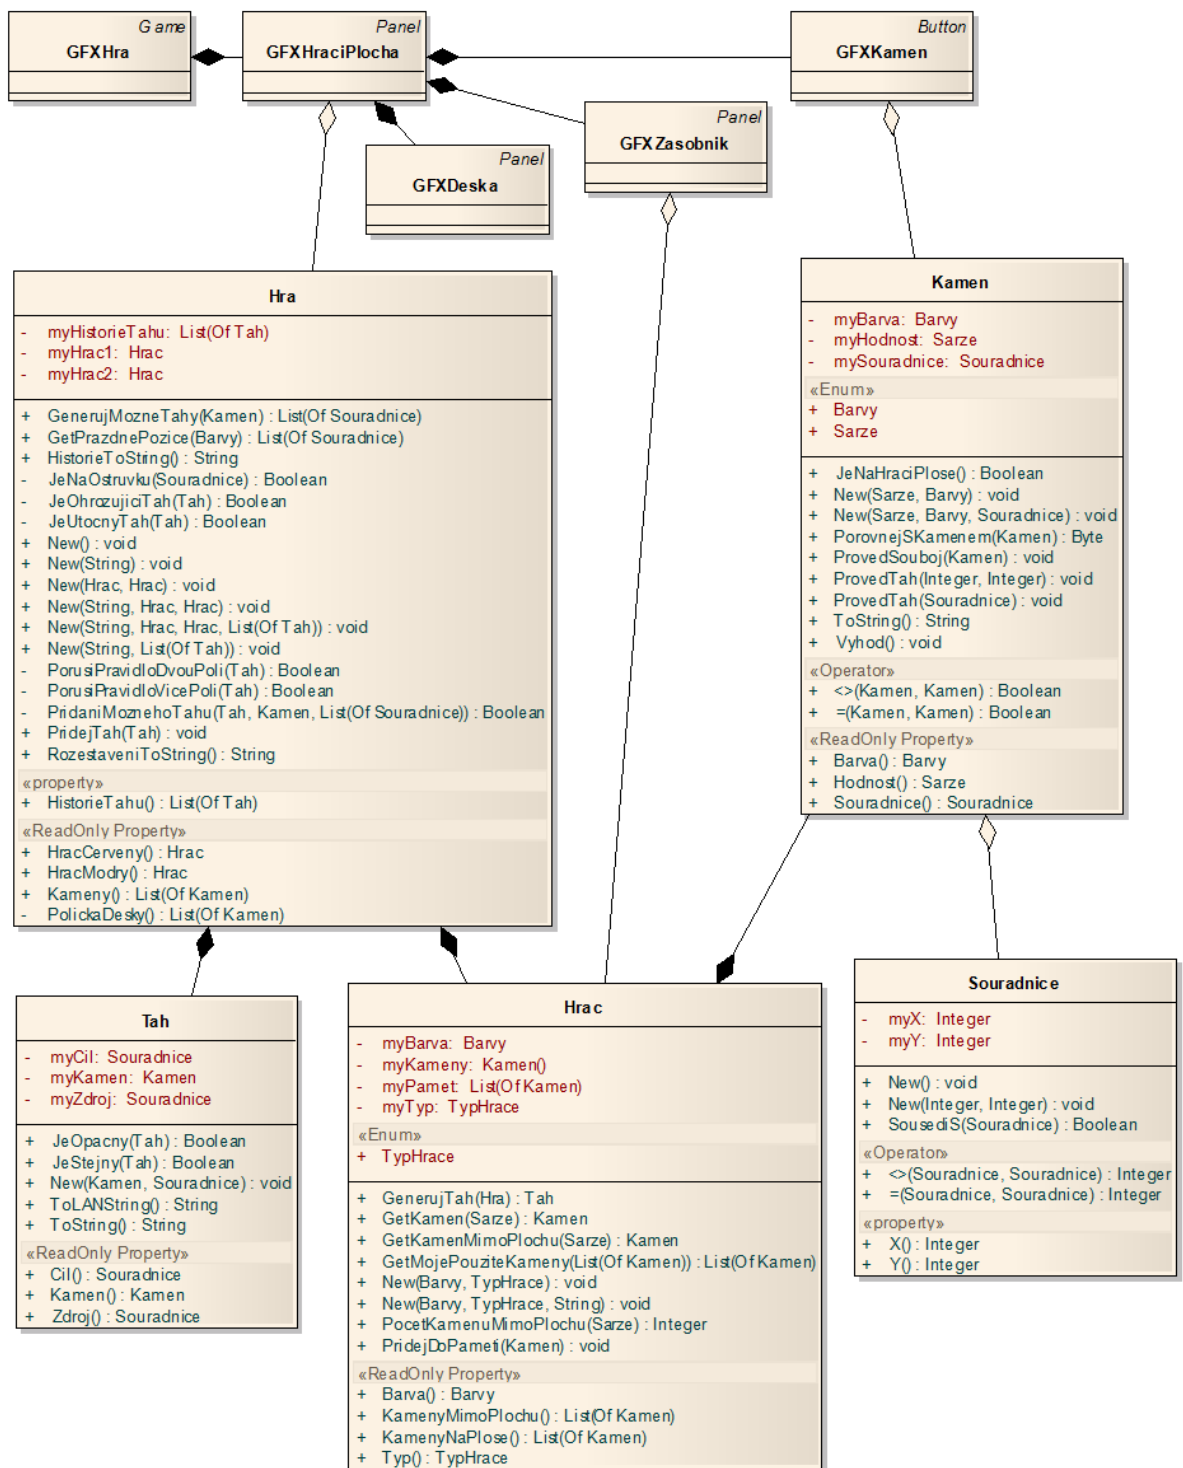 Game
GFXHra
Panel
GFXHraciPlocha
Button
GFXKamen
Panel
GFXZasobnik
Panel
GFXDeska
Hra
- myHistorieTahu: List(Of Tah)
- myHrac1: Hrac
- myHrac2: Hrac
+ GenerujMozneTahy(Kamen) : List(Of Souradnice)
+ GetPrazdnePozice(Barvy) : List(Of Souradnice)
+ HistorieToString() : String
- JeNaOstruvku(Souradnice) : Boolean
- JeOhrozujiciTah(Tah) : Boolean
- JeUtocnyTah(Tah) : Boolean
+ New() : void
+ New(String) : void
+ New(Hrac, Hrac) : void
+ New(String, Hrac, Hrac) : void
+ New(String, Hrac, Hrac, List(Of Tah)) : void
+ New(String, List(Of Tah)) : void
- PorusiPravidloDvouPoli(Tah) : Boolean
- PorusiPravidloVicePoli(Tah) : Boolean
- PridaniMoznehoTahu(Tah, Kamen, List(Of Souradnice)) : Boolean
+ PridejTah(Tah) : void
+ RozestaveniToString() : String
«property»
+ HistorieTahu() : List(Of Tah)
«ReadOnly Property»
+ HracCerveny() : Hrac
+ HracModry() : Hrac
+ Kameny() : List(Of Kamen)
- PolickaDesky() : List(Of Kamen)
Kamen
- myBarva: Barvy
- myHodnost: Sarze
- mySouradnice: Souradnice
«Enum»
+ Barvy
+ Sarze
+ JeNaHraciPlose() : Boolean
+ New(Sarze, Barvy) : void
+ New(Sarze, Barvy, Souradnice) : void
+ PorovnejSKamenem(Kamen) : Byte
+ ProvedSouboj(Kamen) : void
+ ProvedTah(Integer, Integer) : void
+ ProvedTah(Souradnice) : void
+ ToString() : String
+ Vyhod() : void
«Operator»
+ <>(Kamen, Kamen) : Boolean
+ =(Kamen, Kamen) : Boolean
«ReadOnly Property»
+ Barva() : Barvy
+ Hodnost() : Sarze
+ Souradnice() : Souradnice
Tah
- myCil: Souradnice
- myKamen: Kamen
- myZdroj: Souradnice
+ JeOpacny(Tah) : Boolean
+ JeStejny(Tah) : Boolean
+ New(Kamen, Souradnice) : void
+ ToLANString() : String
+ ToString() : String
«ReadOnly Property»
+ Cil() : Souradnice
+ Kamen() : Kamen
+ Zdroj() : Souradnice
Hrac
- myBarva: Barvy
- myKameny: Kamen()
- myPamet: List(Of Kamen)
- myTyp: TypHrace
«Enum»
+ TypHrace
+ GenerujTah(Hra) : Tah
+ GetKamen(Sarze) : Kamen
+ GetKamenMimoPlochu(Sarze) : Kamen
+ GetMojePouziteKameny(List(Of Kamen)) : List(Of Kamen)
+ New(Barvy, TypHrace) : void
+ New(Barvy, TypHrace, String) : void
+ PocetKamenuMimoPlochu(Sarze) : Integer
+ PridejDoPameti(Kamen) : void
«ReadOnly Property»
+ Barva() : Barvy
+ KamenyMimoPlochu() : List(Of Kamen)
+ KamenyNaPlose() : List(Of Kamen)
+ Typ() : TypHrace
Souradnice
- myX: Integer
- myY: Integer
+ New() : void
+ New(Integer, Integer) : void
+ SousediS(Souradnice) : Boolean
«Operator»
+ <>(Souradnice, Souradnice) : Integer
+ =(Souradnice, Souradnice) : Integer
«property»
+ X() : Integer
+ Y() : Integer